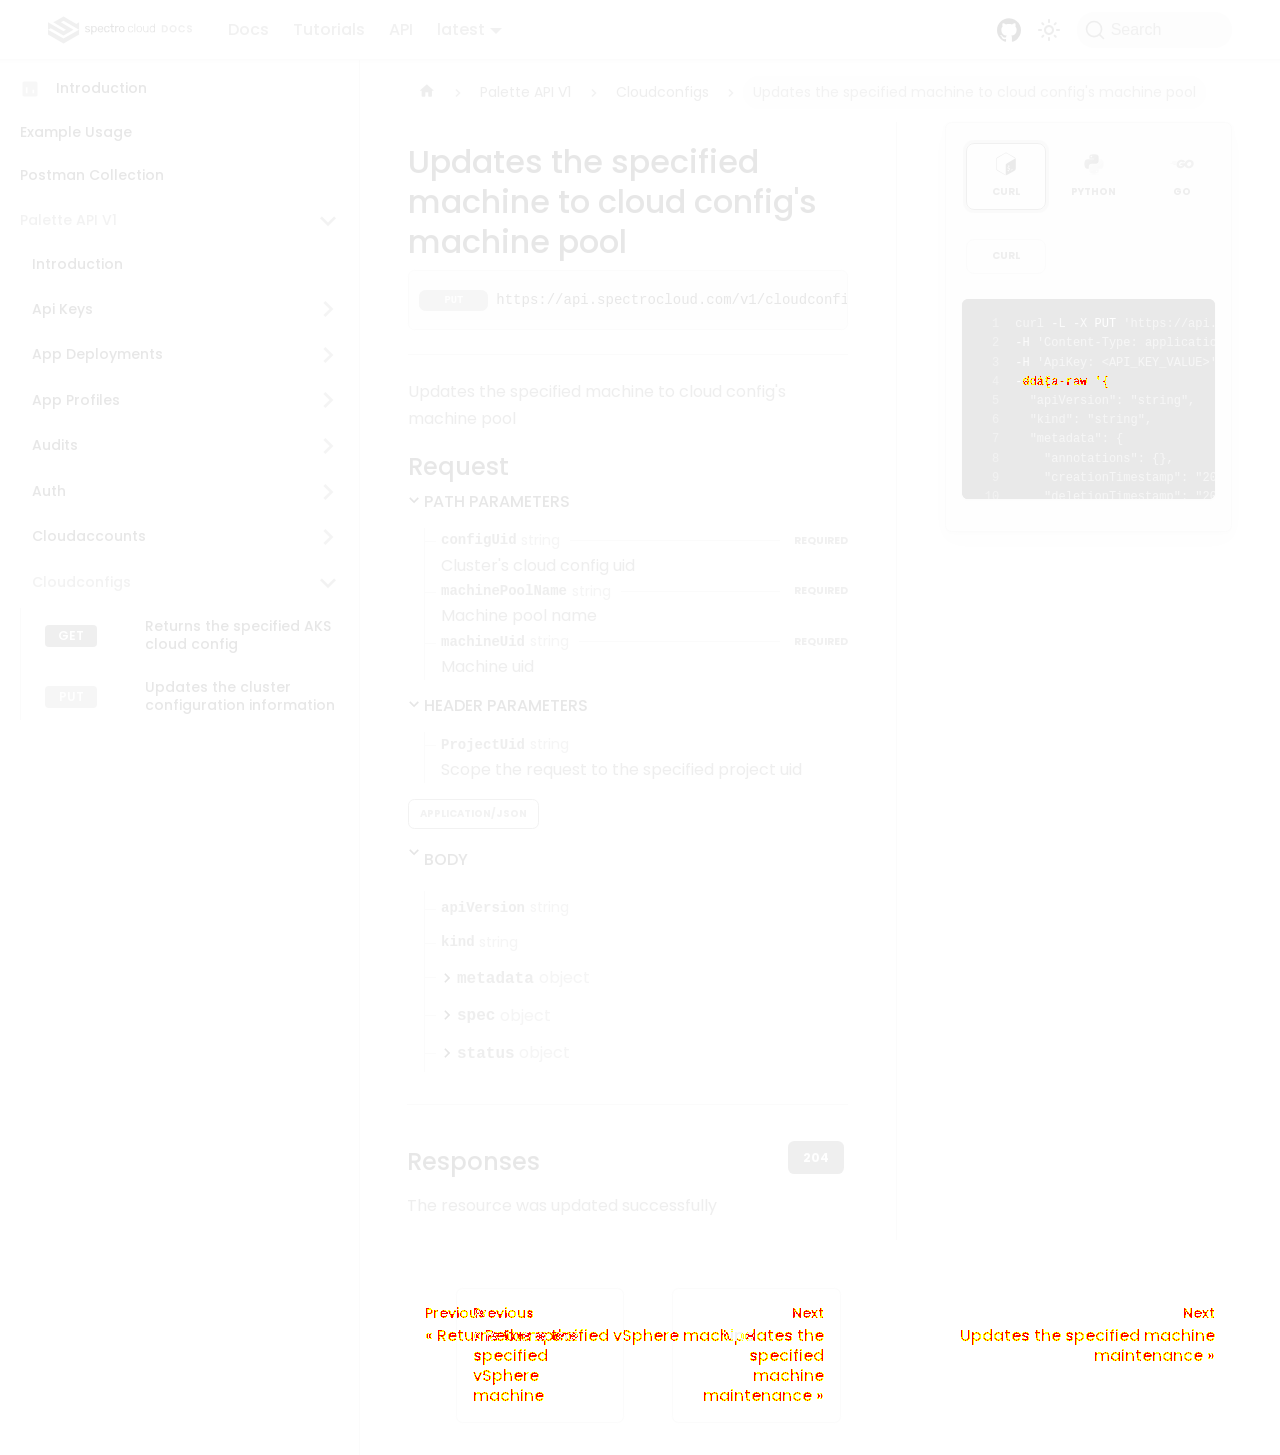 spectro cloud DOCS
Docs
Tutorials
API
latest
Search
Introduction
Example Usage
Postman Collection
Palette API V1
Introduction
Api Keys
App Deployments
App Profiles
Audits
Auth
Cloudaccounts
Cloudconfigs
GET
Returns the specified AKS
cloud config
PUT
Updates the cluster
configuration information
Palette API V1
Cloudconfigs
Updates the specified machine to cloud config's machine pool
Updates the specified
machine to cloud config's
machine pool
PUT
https://api.spectrocloud.com/v1/cloudconfi
Updates the specified machine to cloud config's
machine pool
Request
PATH PARAMETERS
configUid string
REQUIRED
Cluster's cloud config uid
machinePoolName string
REQUIRED
Machine pool name
machineUid string
REQUIRED
Machine uid
HEADER PARAMETERS
ProjectUid string
Scope the request to the specified project uid
APPLICATION/JSON
BODY
apiVersion string
kind string
metadata object
spec object
status object
Responses
204
The resource was updated successfully
CURL
PYTHON
GO
CURL
1 curl -L -X PUT 'https://api.
2 -H 'Content-Type: applicatio
3 -H 'ApiKey: <API_KEY_VALUE>'
4 data-raw '{
5 "apiVersion": "string",
6 "kind": "string",
7 "metadata": {
8 "annotations": {},
9 "creationTimestamp": "20
10 "deletionTimestamp": "20
Previous
Previous
Next
Next
specified
vSphere
machine
Updates the
specified
machine
maintenance »
Updates the specified machine
maintenance »